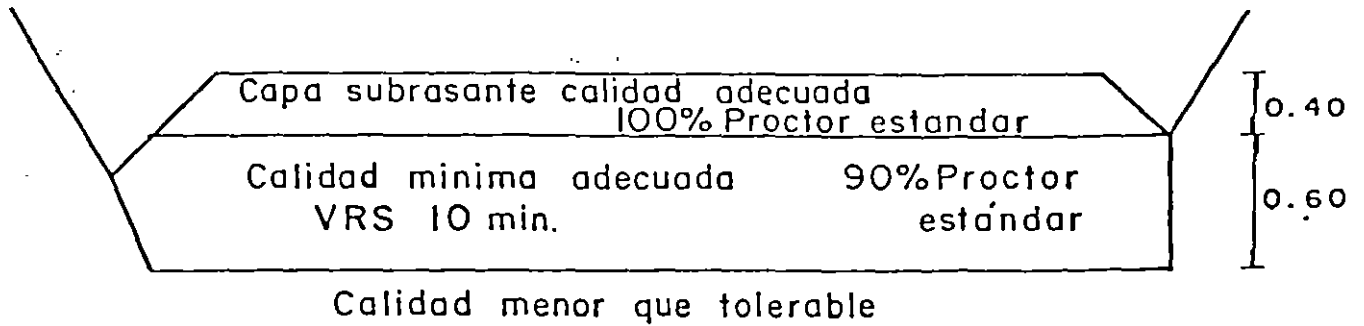 Capa subrasante calidad adecuada
100% Proctor estandar
0.40
Calidad minima adecuada 90% Proctor
VRS 10 min. estándar
0.60
Calidad menor que tolerable